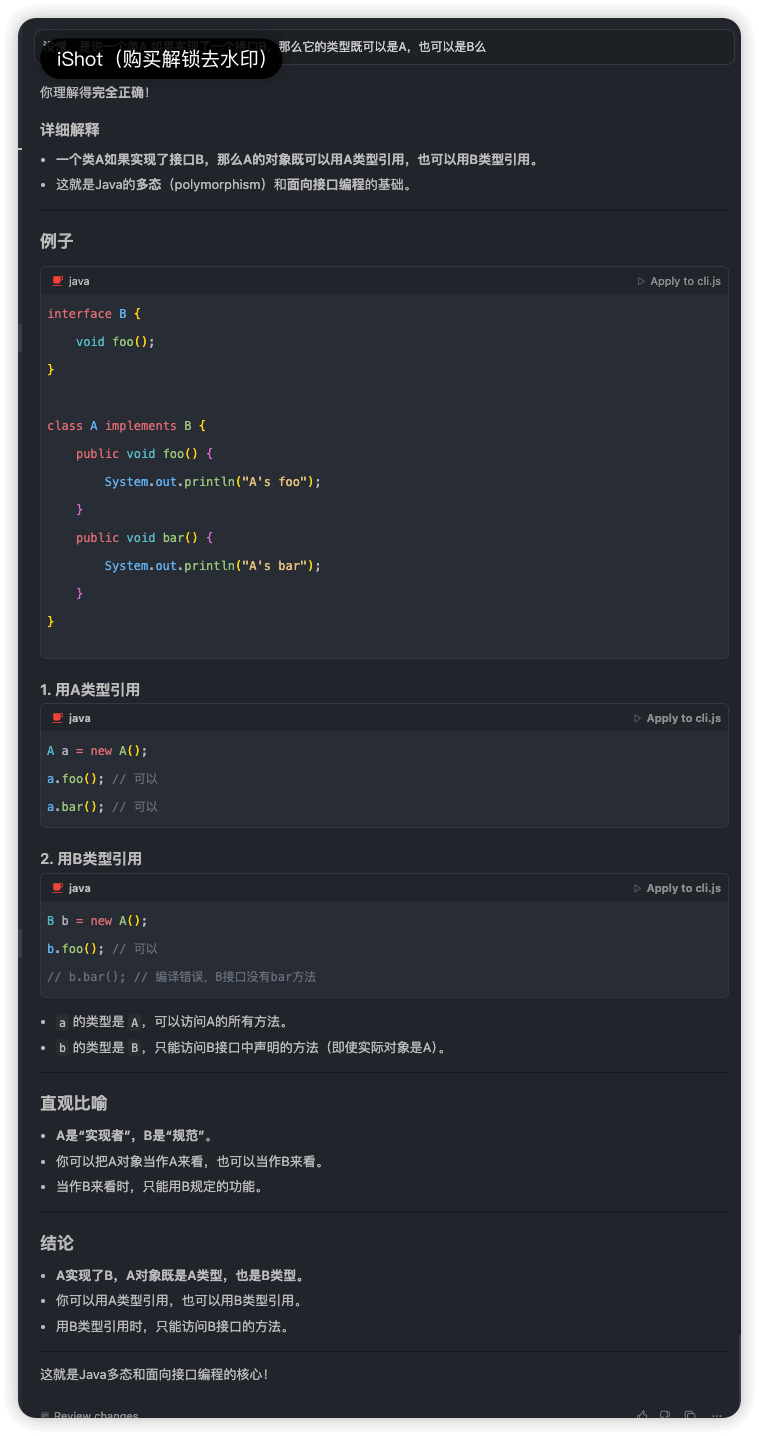 那么它的类型既可以是A，也可以是B么
iShot（购买解锁去水印）
你理解得完全正确！
详细解释
• 一个类A如果实现了接口B，那么A的对象既可以用A类型引用，也可以用B类型引用。
• 这就是Java的多态（polymorphism）和面向接口编程的基础。
例子
java
Apply to cli.js
interface B {
    void foo();
}
class A implements B {
    public void foo() {
        System.out.println("A's foo");
    }
    public void bar() {
        System.out.println("A's bar");
    }
}
1. 用A类型引用
java
Apply to cli.js
A a = new A();
a.foo(); // 可以
a.bar(); // 可以
2. 用B类型引用
java
Apply to cli.js
B b = new A();
b.foo(); // 可以
// b.bar(); // 编译错误，B接口没有bar方法
• a 的类型是 A，可以访问A的所有方法。
• b 的类型是 B，只能访问B接口中声明的方法（即使实际对象是A）。
直观比喻
• A是“实现者”，B是“规范”。
• 你可以把A对象当作A来看，也可以当作B来看。
• 当作B来看时，只能用B规定的功能。
结论
• A实现了B，A对象既是A类型，也是B类型。
• 你可以用A类型引用，也可以用B类型引用。
• 用B类型引用时，只能访问B接口的方法。
这就是Java多态和面向接口编程的核心！
Review changes